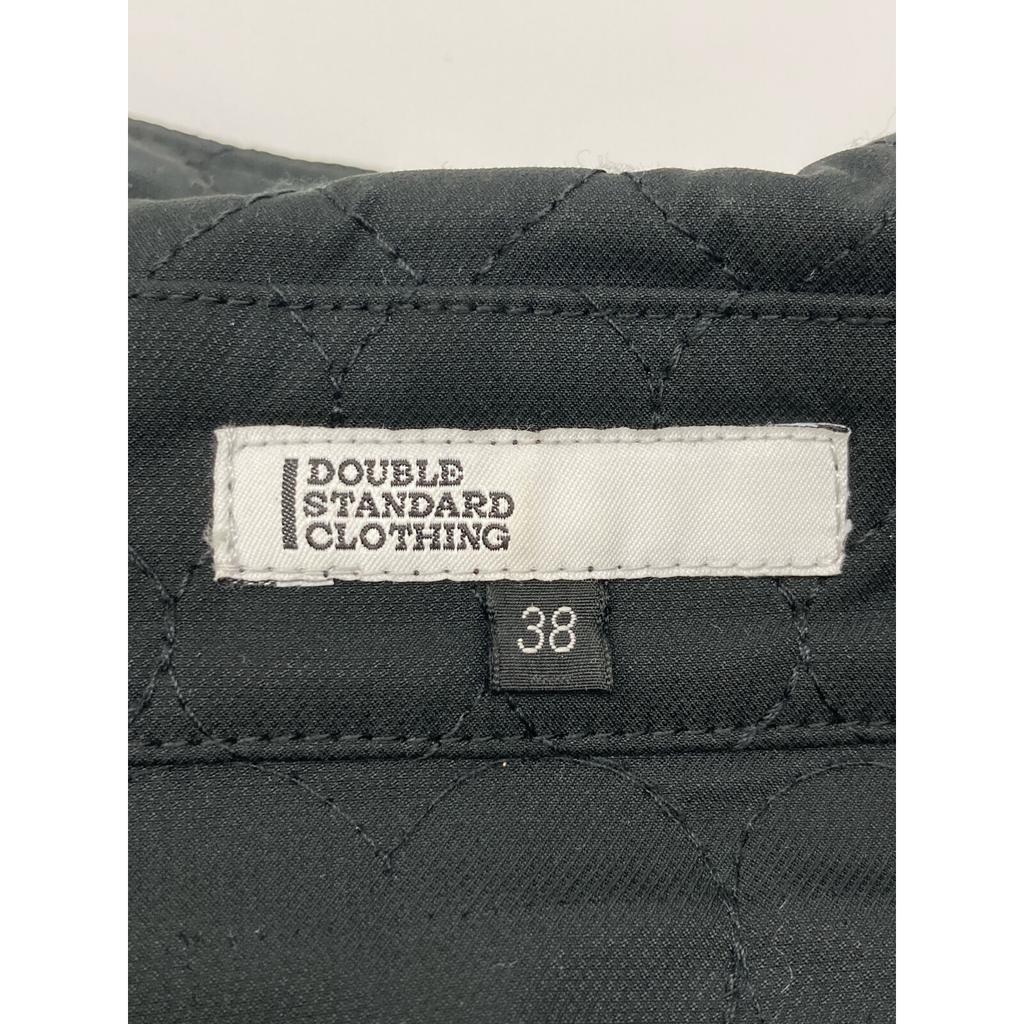 DOUBLE
STANDARD
CLOTHING
38